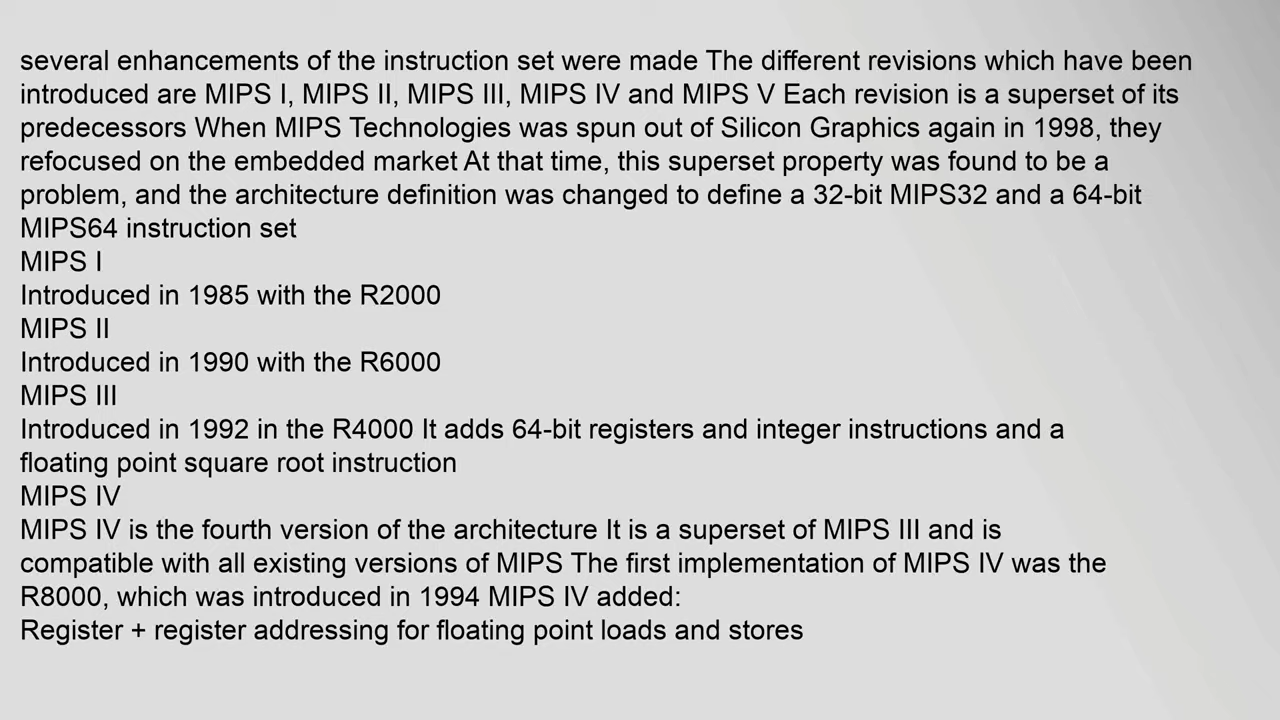 several enhancements of the instruction set were made The different revisions which have been
introduced are MIPS I, MIPS II, MIPS III, MIPS IV and MIPS V Each revision is a superset of its
predecessors When MIPS Technologies was spun out of Silicon Graphics again in 1998, they
refocused on the embedded market At that time, this superset property was found to be a
problem, and the architecture definition was changed to define a 32-bit MIPS32 and a 64-bit
MIPS64 instruction set
MIPS I
Introduced in 1985 with the R2000
MIPS II
Introduced in 1990 with the R6000
MIPS III
Introduced in 1992 in the R4000 It adds 64-bit registers and integer instructions and a
floating point square root instruction
MIPS IV
MIPS IV is the fourth version of the architecture It is a superset of MIPS III and is
compatible with all existing versions of MIPS The first implementation of MIPS IV was the
R8000, which was introduced in 1994 MIPS IV added:
Register + register addressing for floating point loads and stores